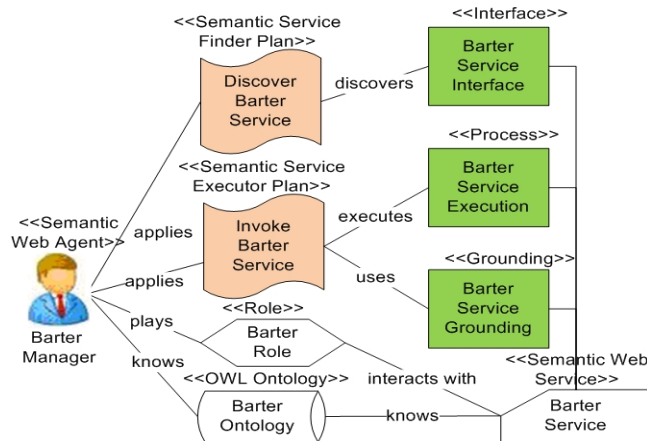 <<Semantic Service
Finder Plan>>
Discover
Barter
Service
discovers
<<Interface>>
Barter
Service
Interface
<<Semantic Service
Executor Plan>>
Invoke
Barter
Service
executes
uses
<<Process>>
Barter
Service
Execution
<<Grounding>>
Barter
Service
Grounding
<<Semantic
Web Agent>>
Barter
Manager
applies
applies
plays
knows
<<Role>>
Barter
Role
interacts with
<<OWL Ontology>>
Barter
Ontology
knows
<<Semantic Web
Service>>
Barter
Service